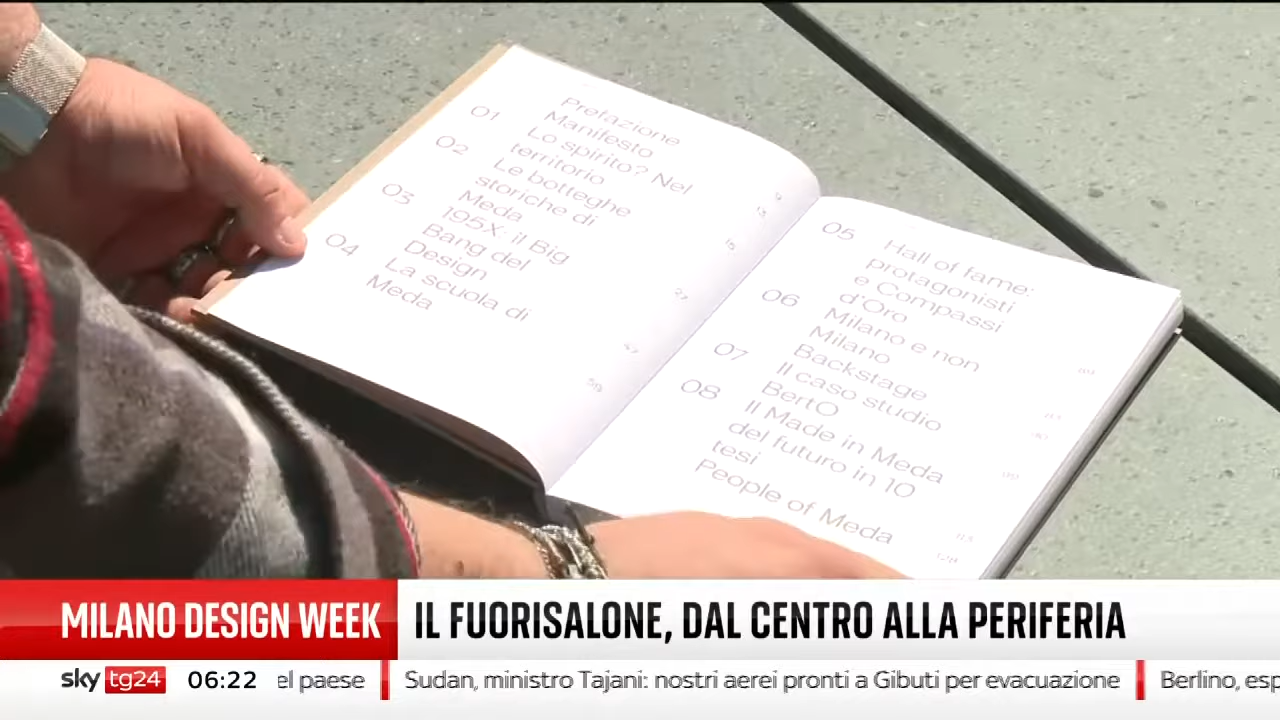 Prefazione
Manifesto
01 Lo spirito? Nel
territorio
02 Le botteghe
storiche di
Meda
03 195X: il Big
Bang del
Design
04 La scuola di
Meda
05 Hall of fame:
protagonisti
e Compassi
d'Oro
06 Milano e non
Milano
Backstage
07 Il caso studio
BertO
08 Il Made in Meda
del futuro in 10
tesi
People of Meda
MILANO DESIGN WEEK IL FUORISALONE, DAL CENTRO ALLA PERIFERIA
sky tg24 06:22 el paese Sudan, ministro Tajani: nostri aerei pronti a Gibuti per evacuazione Berlino, esp